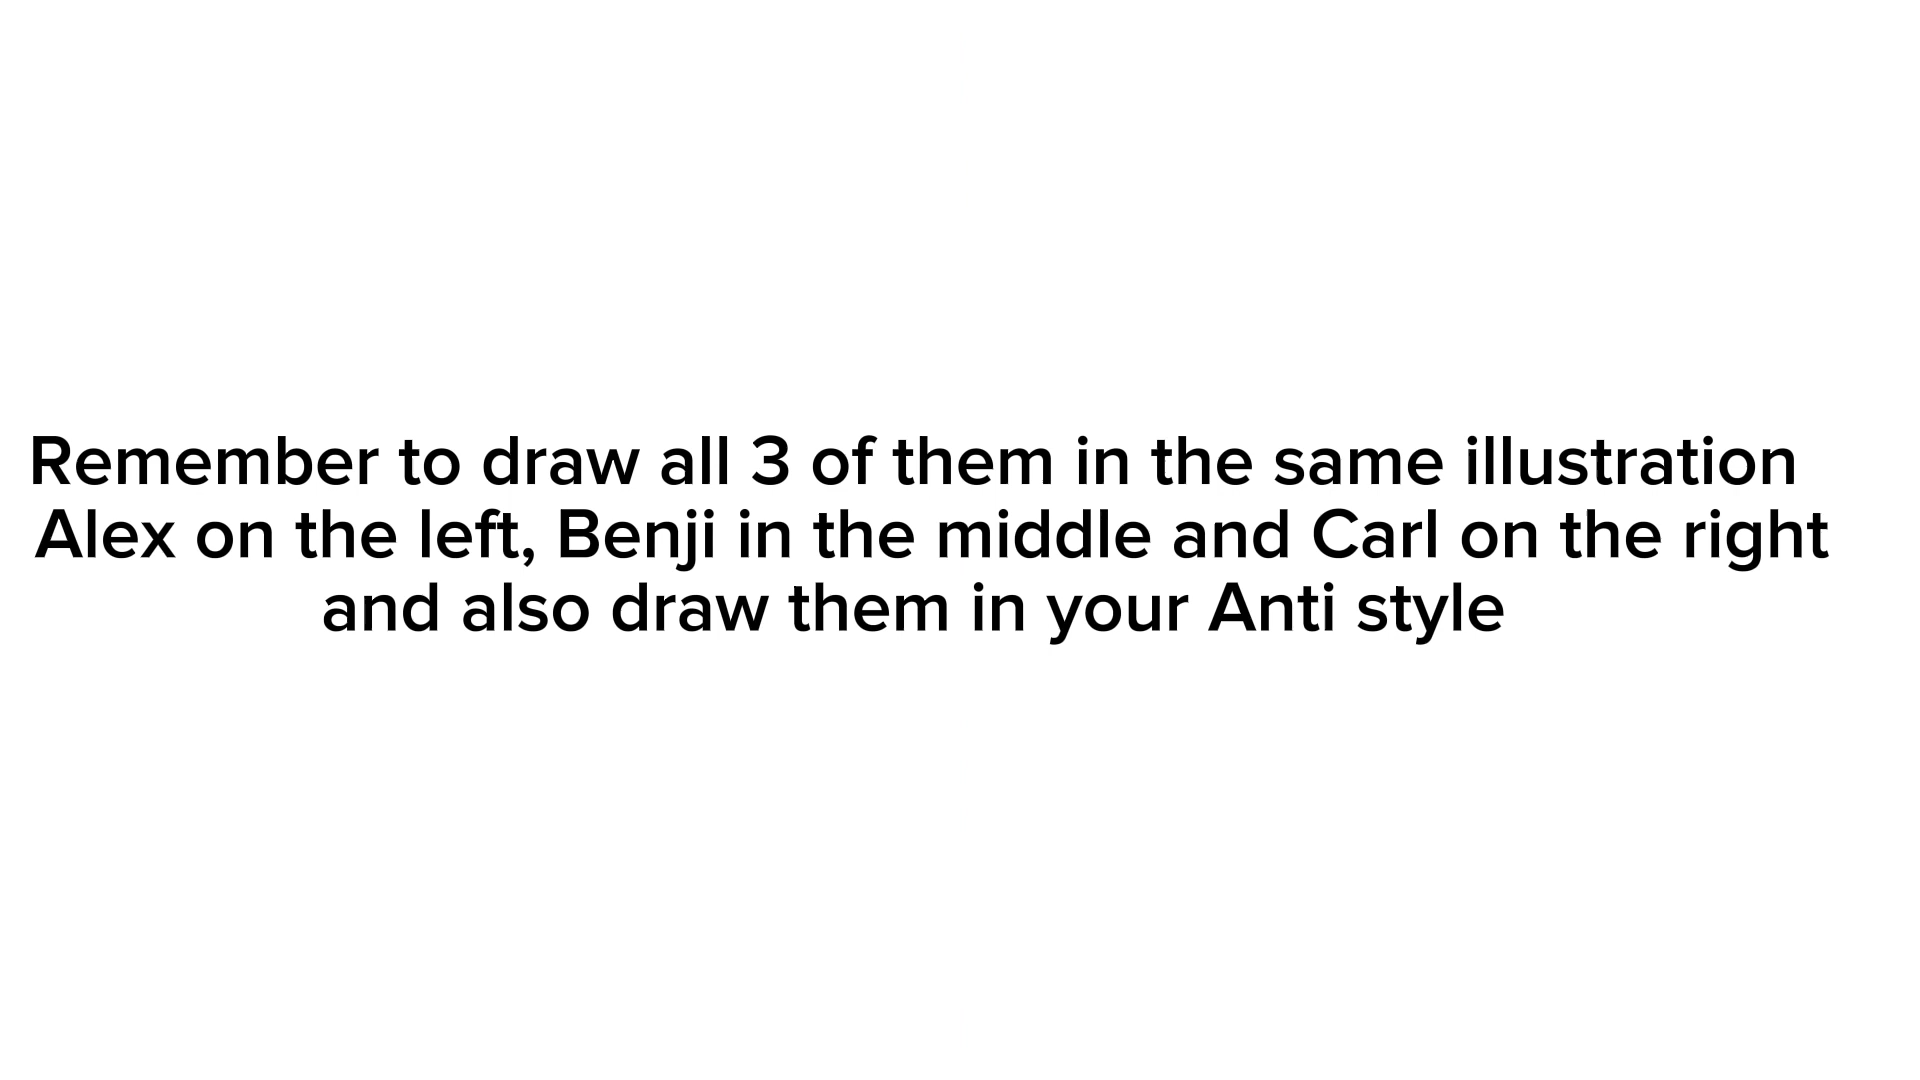 Remember to draw all 3 of them in the same illustration
Alex on the left, Benji in the middle and Carl on the right
and also draw them in your Anti style